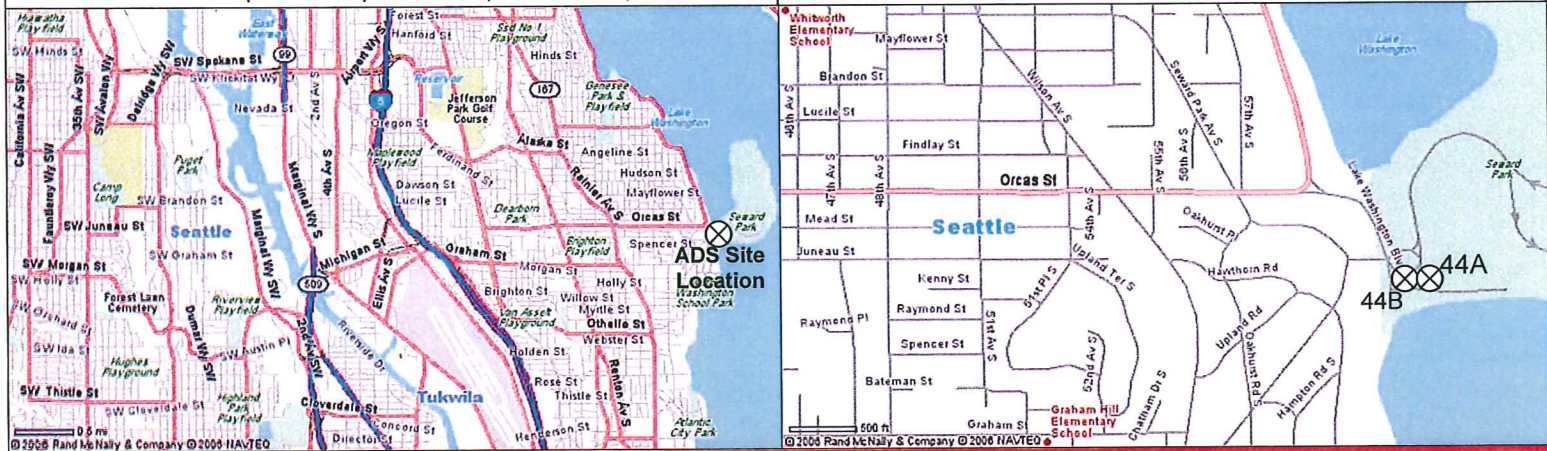 Hiawatha
Playfield
SW Hinds St
East
Waterway
99
SW Spokane St
SW Klickitat Wy
Nevada St
2nd Av S
4th Av S
Airport Wy S
5
Forest St
Hanford St
Ssd No 1
Playground
Hinds St
Reservoir
Jefferson
Park Golf
Course
167
Genesee
Park &
Playfield
Lake
Washington
Oregon St
Maplewood
Playfield
Ferdinand St
Alaska St
Angeline St
Hudson St
Mayflower St
Rainier Av S
Dawson St
Lucile St
Dearborn
Park
Orcas St
Seward
Park
Spencer St
ADS Site
Location
California Av SW
35th Av SW
SW Avalon Wy
Delridge Wy SW
Fauntleroy Wy SW
Puget
Park
Camp
Long
SW Brandon St
SW Juneau St
Seattle
SW Graham St
Marginal Wy SW
Marginal Wy S
Michigan St
Graham St
Brighton
Playfield
SW Morgan St
SW Holly St
509
Ellis Av S
Morgan St
Holly St
Washington
School Park
Forest Lawn
Cemetery
Riverview
Playfield
Brighton St
Willow St
Myrtle St
Van Asselt
Playground
Othello St
Webster St
SW Orchard St
Dumar Wy SW
2nd Av SW
Riverside Dr
SW Ida St
SW Austin Pl
Hughes
Playground
Holden St
Rose St
Thistle St
Renton Av S
SW Thistle St
Highland
Park
Playfield
Tukwila
SW Cloverdale St
Cloverdale St
Concord St
Director St
Henderson St
Atlantic
City Park
0.5 mi
© 2006 Rand McNally & Company © 2006 NAVTEQ
Whitworth
Elementary
School
Mayflower St
Brandon St
Lucile St
46th Av S
47th Av S
48th Av S
Findlay St
Wilson Av S
Seward Park Av S
57th Av S
55th Av S
56th Av S
Orcas St
Lake
Washington
Lake Washington Blvd
Seward
Park
Mead St
Seattle
54th Av S
Oakhurst Pl
Juneau St
Upland Ter S
Hawthorn Rd
44A
44B
Kenny St
51st Pl S
Raymond Pl
Raymond St
51st Av S
Upland Rd
Spencer St
52nd Av S
Oakhurst Rd S
Hampton Rd S
Bateman St
Chatham Dr S
Graham Hill
Elementary
School
Graham St
500 ft
© 2006 Rand McNally & Company © 2006 NAVTEQ